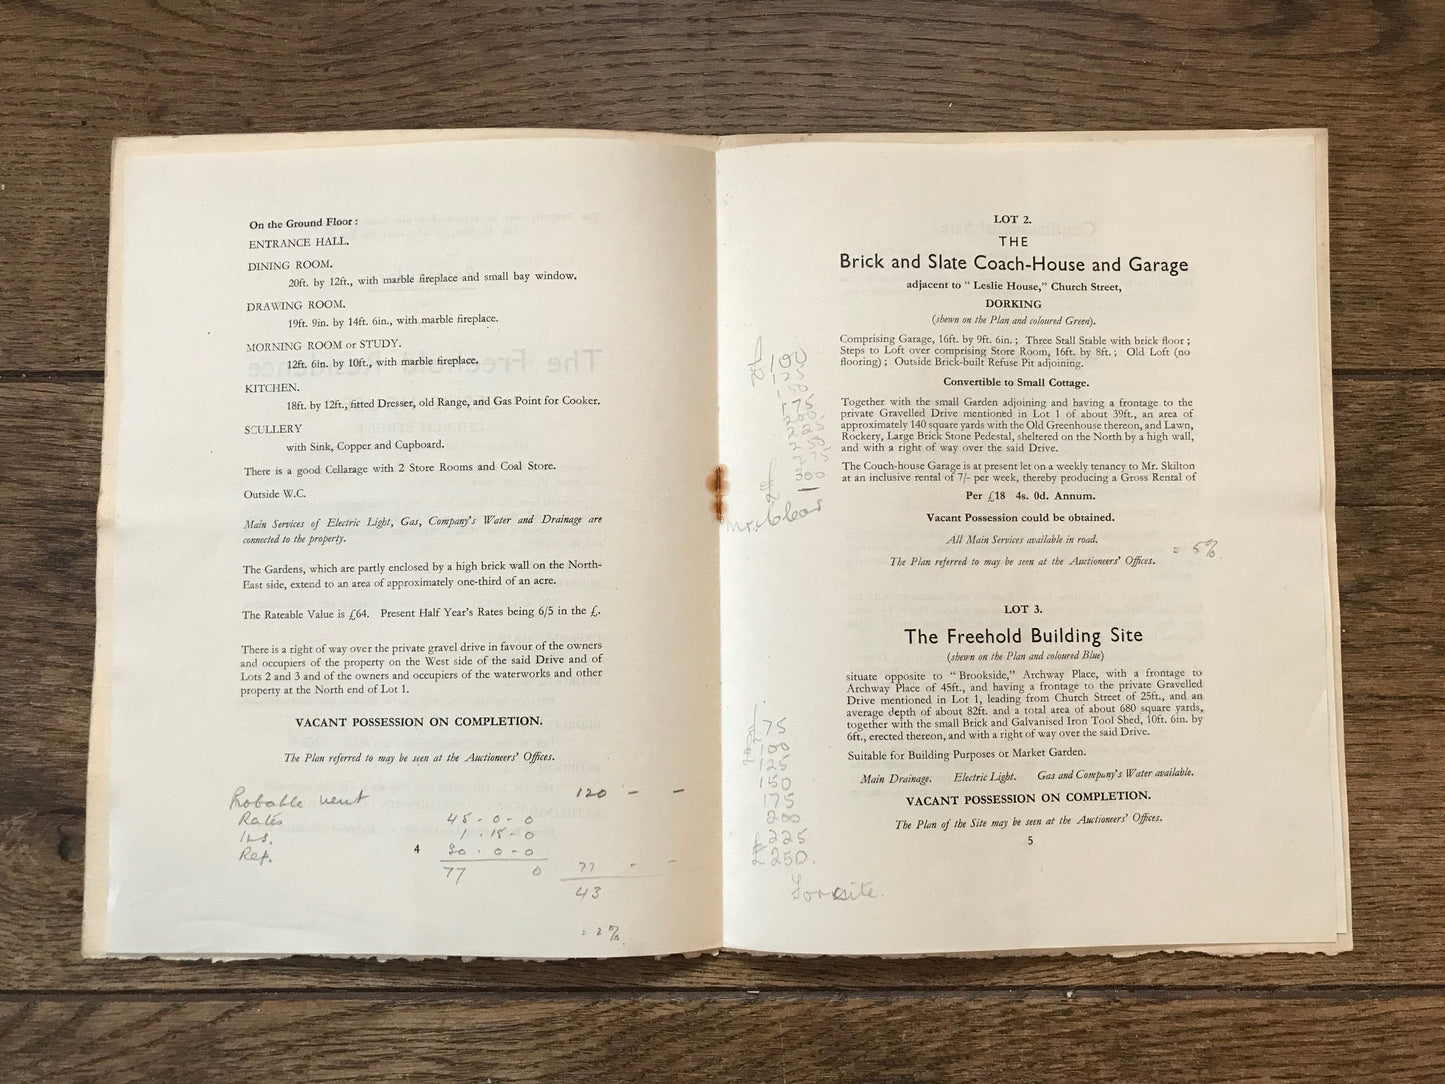 On the Ground Floor :
ENTRANCE HALL.
DINING ROOM.
20ft. by 12ft., with marble fireplace and small bay window.
DRAWING ROOM.
19ft. 9in. by 14ft. 6in., with marble fireplace.
MORNING ROOM or STUDY.
12ft. 6in. by 10ft., with marble fireplace.
KITCHEN.
18ft. by 12ft., fitted Dresser, old Range, and Gas Point for Cooker.
SCULLERY
with Sink, Copper and Cupboard.
There is a good Cellarage with 2 Store Rooms and Coal Store.
Outside W.C.
Main Services of Electric Light, Gas, Company's Water and Drainage are
connected to the property.
The Gardens, which are partly enclosed by a high brick wall on the North-
East side, extend to an area of approximately one-third of an acre.
The Rateable Value is £64. Present Half Year's Rates being 6/5 in the £.
There is a right of way over the private gravel drive in favour of the owners
and occupiers of the property on the West side of the said Drive and of
Lots 2 and 3 and of the owners and occupiers of the waterworks and other
property at the North end of Lot 1.
VACANT POSSESSION ON COMPLETION.
The Plan referred to may be seen at the Auctioneers' Offices.
Probable rent 120 - -
Rates 45 - 0 - 0
Ins. 1 . 15 - 0
Rep. 30 . 0 - 0
4
77 0 77 - -
43
= 2 %.
LOT 2.
THE
Brick and Slate Coach-House and Garage
adjacent to " Leslie House," Church Street,
DORKING
(shewn on the Plan and coloured Green).
Comprising Garage, 16ft. by 9ft. 6in. ; Three Stall Stable with brick floor ;
Steps to Loft over comprising Store Room, 16ft. by 8ft. ; Old Loft (no
flooring) ; Outside Brick-built Refuse Pit adjoining.
Convertible to Small Cottage.
Together with the small Garden adjoining and having a frontage to the
private Gravelled Drive mentioned in Lot 1 of about 39ft., an area of
approximately 140 square yards with the Old Greenhouse thereon, and Lawn,
Rockery, Large Brick Stone Pedestal, sheltered on the North by a high wall,
and with a right of way over the said Drive.
The Couch-house Garage is at present let on a weekly tenancy to Mr. Skilton
at an inclusive rental of 7/- per week, thereby producing a Gross Rental of
Per £18 4s. 0d. Annum.
Vacant Possession could be obtained.
All Main Services available in road.
= 5%.
The Plan referred to may be seen at the Auctioneers' Offices.
100
300
Mr.
LOT 3.
The Freehold Building Site
(shewn on the Plan and coloured Blue)
situate opposite to " Brookside," Archway Place, with a frontage to
Archway Place of 45ft., and having a frontage to the private Gravelled
Drive mentioned in Lot 1, leading from Church Street of 25ft., and an
average depth of about 82ft. and a total area of about 680 square yards,
together with the small Brick and Galvanised Iron Tool Shed, 10ft. 6in. by
6ft., erected thereon, and with a right of way over the said Drive.
Suitable for Building Purposes or Market Garden.
Main Drainage. Electric Light. Gas and Company's Water available.
VACANT POSSESSION ON COMPLETION.
The Plan of the Site may be seen at the Auctioneers' Offices.
5
75
100
125
150
175
200
225
250.